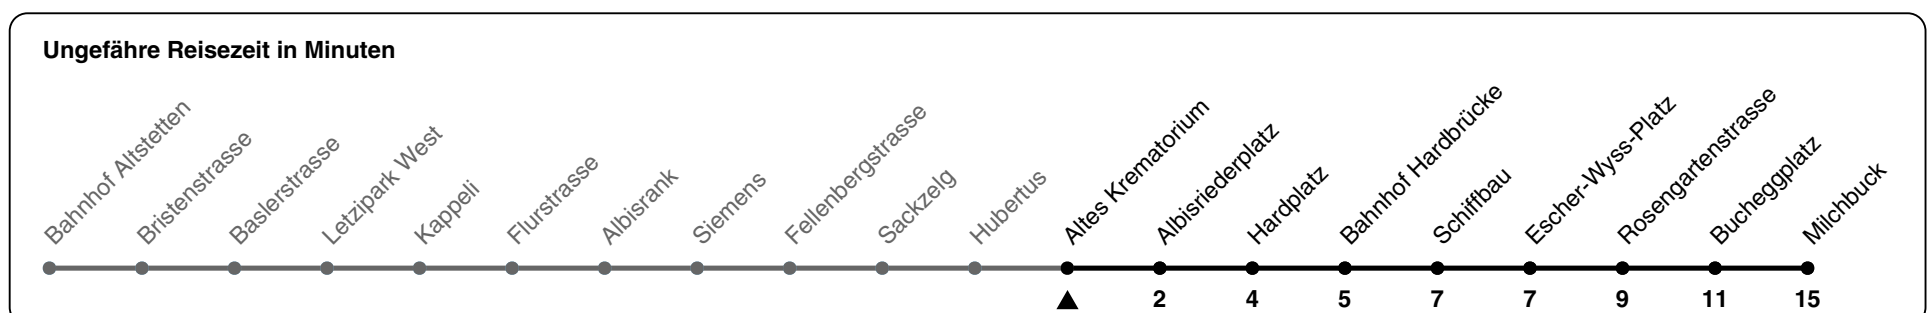 Ungefähre Reisezeit in Minuten
Bahnhof Altstetten
Bristenstrasse
Baslerstrasse
Letzipark West
Kappeli
Flurstrasse
Albisrank
Siemens
Fellenbergstrasse
Sackzelg
Hubertus
Altes Krematorium
Albisriederplatz
Hardplatz
Bahnhof Hardbrücke
Schiffbau
Escher-Wyss-Platz
Rosengartenstrasse
Bucheggplatz
Milchbuck
2 4 5 7 7 9 11 15